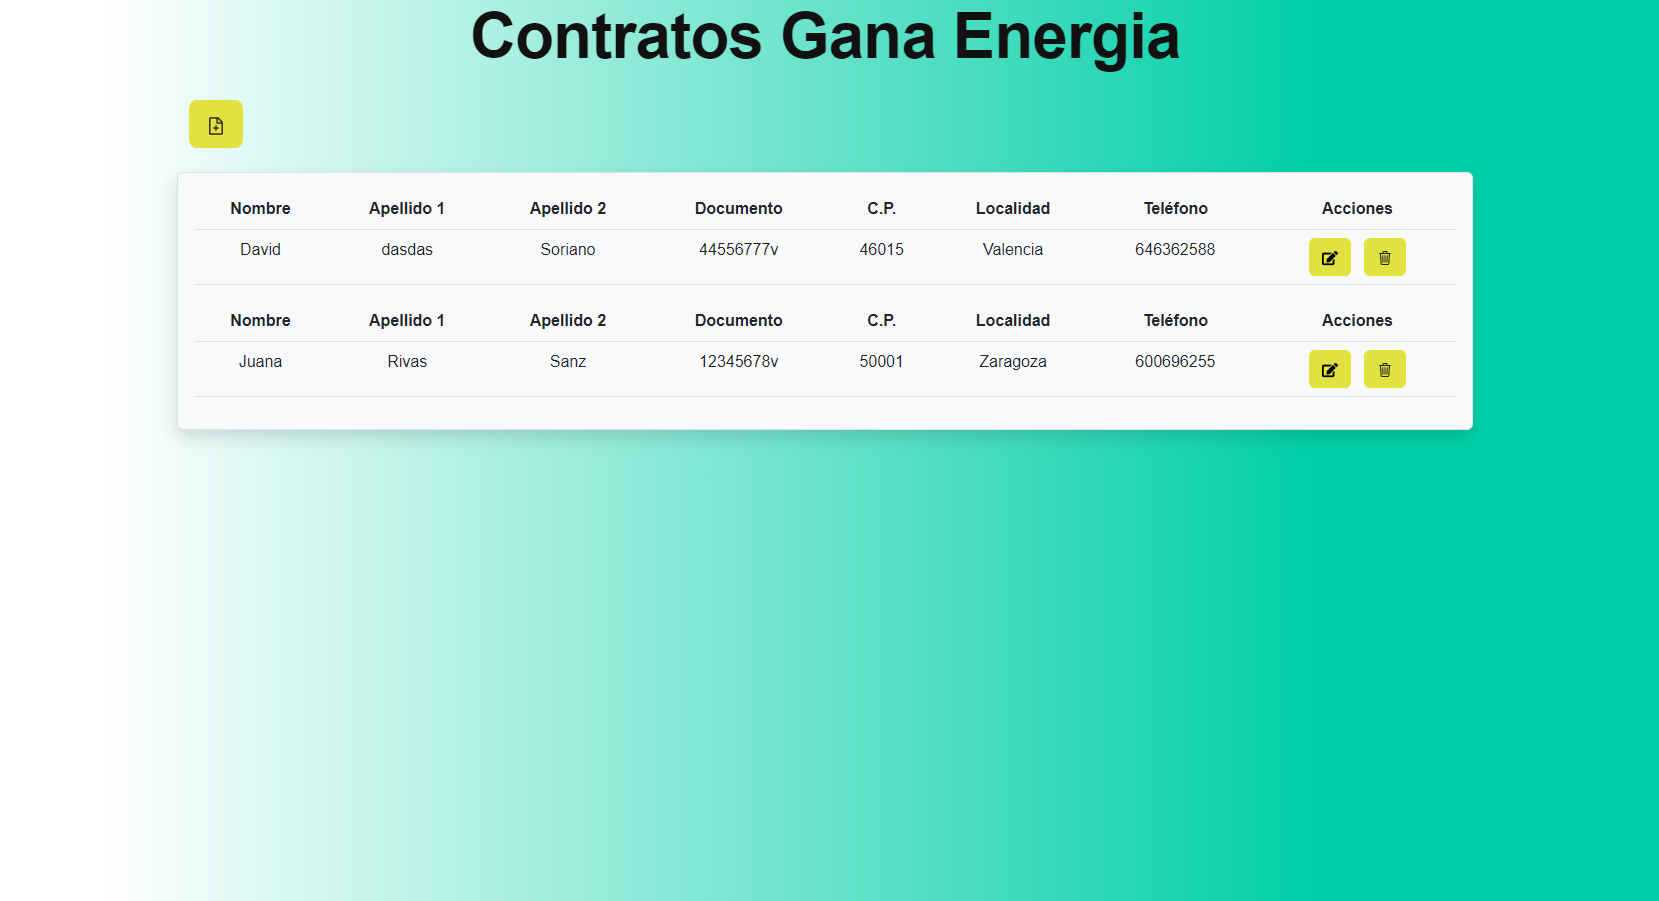 Contratos Gana Energia
Nombre Apellido 1 Apellido 2 Documento C.P. Localidad Teléfono Acciones
David dasdas Soriano 44556777v 46015 Valencia 646362588
Nombre Apellido 1 Apellido 2 Documento C.P. Localidad Teléfono Acciones
Juana Rivas Sanz 12345678v 50001 Zaragoza 600696255